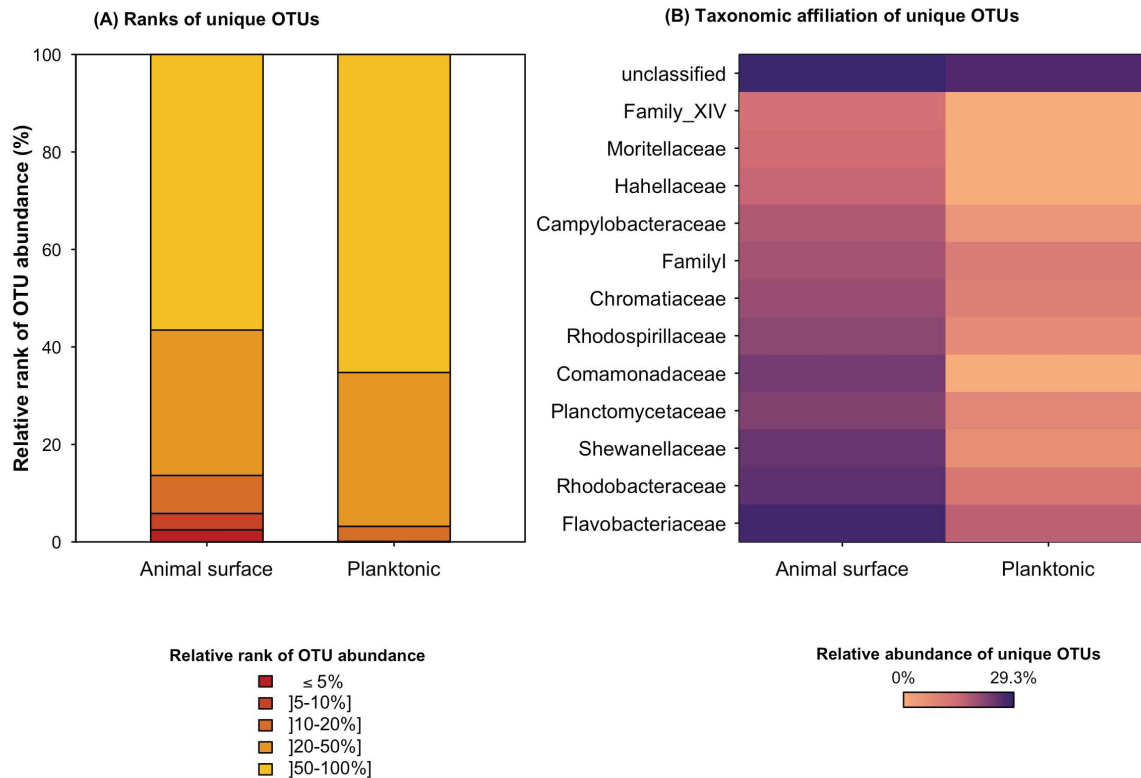 (A) Ranks of unique OTUs
Relative rank of OTU abundance (%)
100
80
60
40
20
0
Animal surface
Planktonic
Relative rank of OTU abundance
≤ 5%
]5-10%]
]10-20%]
]20-50%]
]50-100%]
(B) Taxonomic affiliation of unique OTUs
unclassified
Family_XIV
Moritellaceae
Hahellaceae
Campylobacteraceae
FamilyI
Chromatiaceae
Rhodospirillaceae
Comamonadaceae
Planctomycetaceae
Shewanellaceae
Rhodobacteraceae
Flavobacteriaceae
Animal surface
Planktonic
Relative abundance of unique OTUs
0%
29.3%